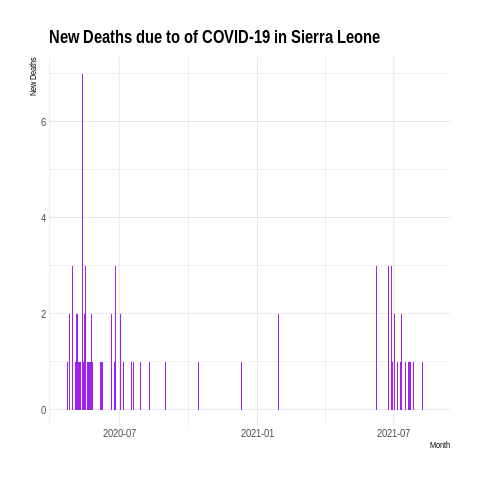 New Deaths due to of COVID-19 in Sierra Leone
New Deaths
6
4
2
0
2020-07
2021-01
2021-07
Month